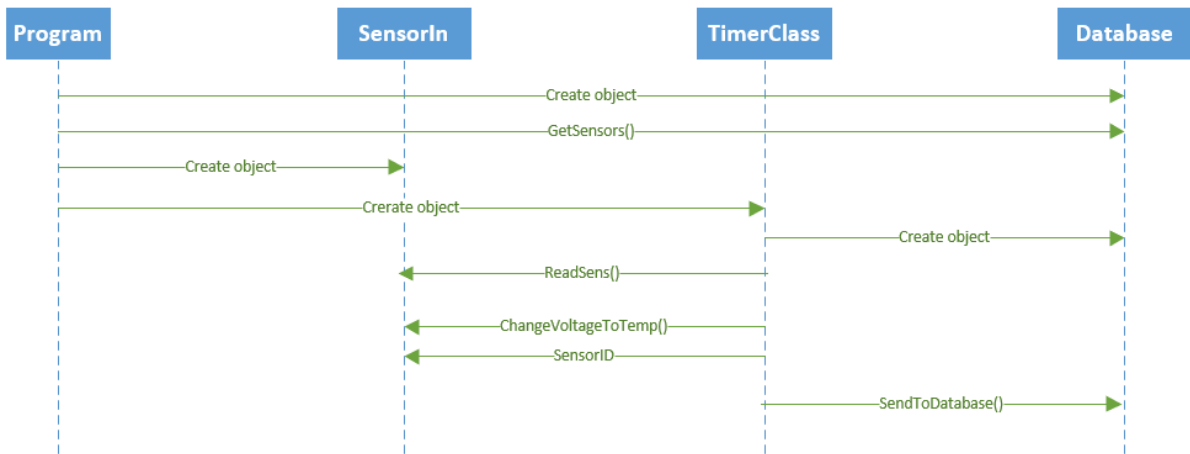 Program
SensorIn
TimerClass
Database
Create object
GetSensors()
Create object
Crerate object
Create object
ReadSens()
ChangeVoltageToTemp()
SensorID
SendToDatabase()